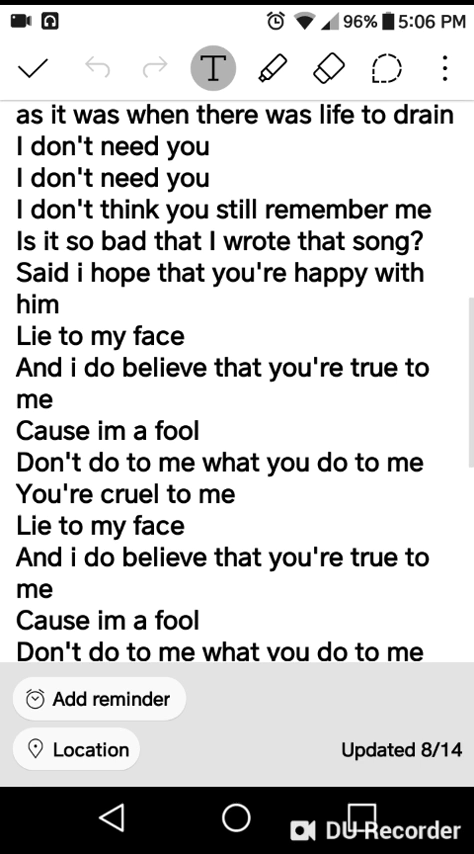 96% 5:06 PM
T
as it was when there was life to drain
I don't need you
I don't need you
I don't think you still remember me
Is it so bad that I wrote that song?
Said i hope that you're happy with
him
Lie to my face
And i do believe that you're true to
me
Cause im a fool
Don't do to me what you do to me
You're cruel to me
Lie to my face
And i do believe that you're true to
me
Cause im a fool
Don't do to me what you do to me
Add reminder
Location
Updated 8/14
DU Recorder